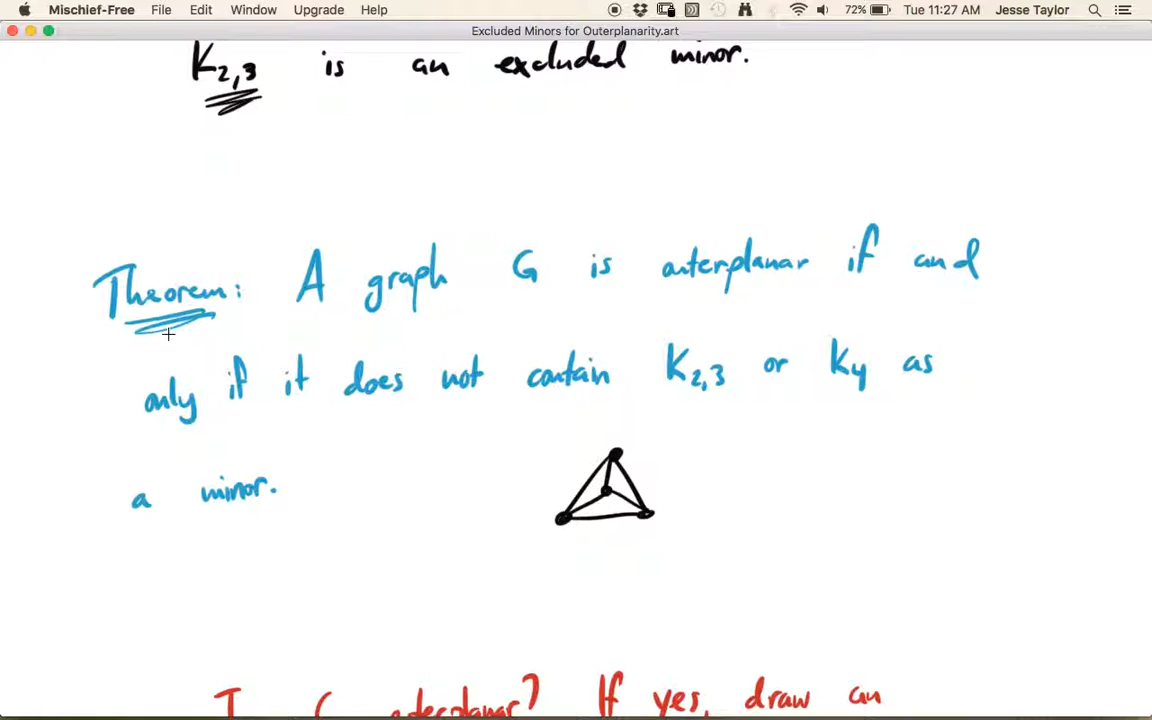 Mischief-Free File Edit Window Upgrade Help 72% Tue 11:27 AM Jesse Taylor
Excluded Minors for Outerplanarity.art
K2,3 is an excluded minor.
Theorem: A graph G is outerplanar if and
only if it does not contain K2,3 or K4 as
a minor.
outerplanar? If yes, draw an